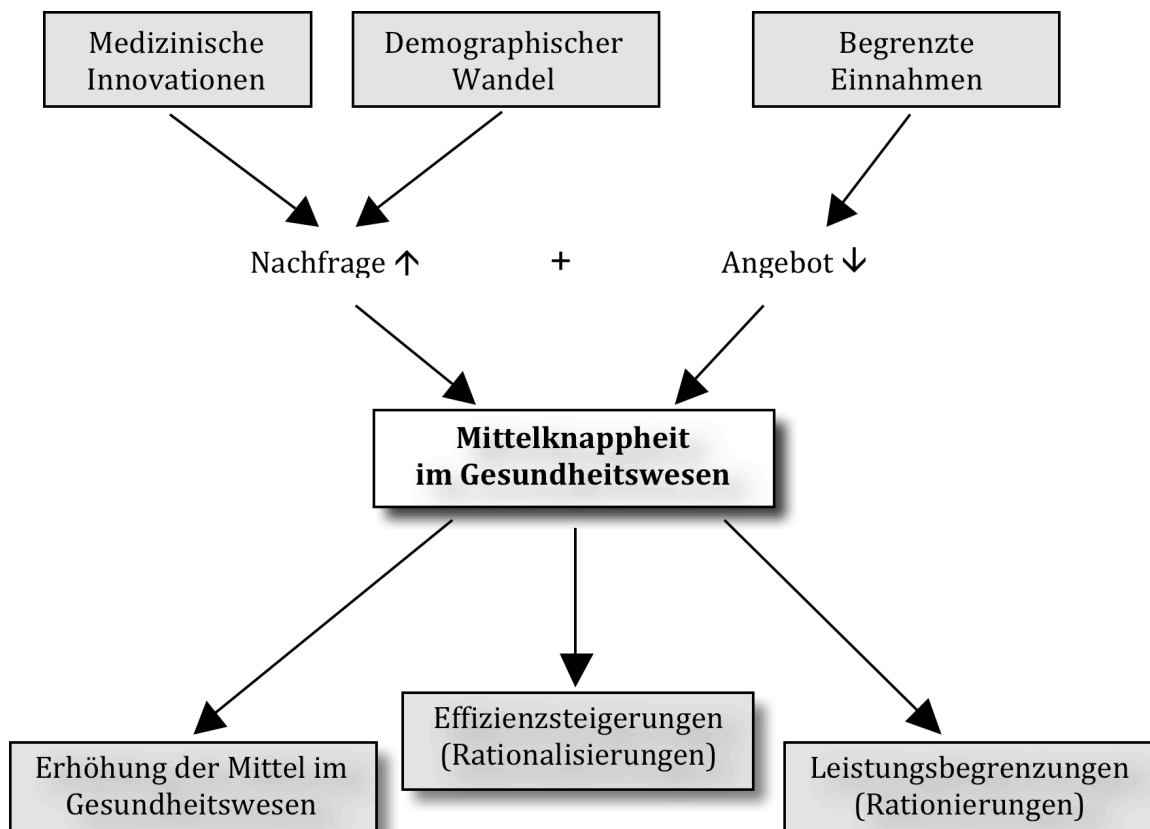 Medizinische
Innovationen
Demographischer
Wandel
Begrenzte
Einnahmen
Nachfrage ↑
+
Angebot ↓
Mittelknappheit
im Gesundheitswesen
Erhöhung der Mittel im
Gesundheitswesen
Effizienzsteigerungen
(Rationalisierungen)
Leistungsbegrenzungen
(Rationierungen)